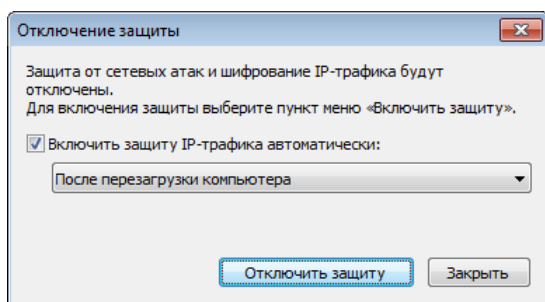 Отключение защиты
Защита от сетевых атак и шифрование IP-трафика будут
отключены.
Для включения защиты выберите пункт меню «Включить защиту».
Включить защиту IP-трафика автоматически:
После перезагрузки компьютера
Отключить защиту
Закрыть